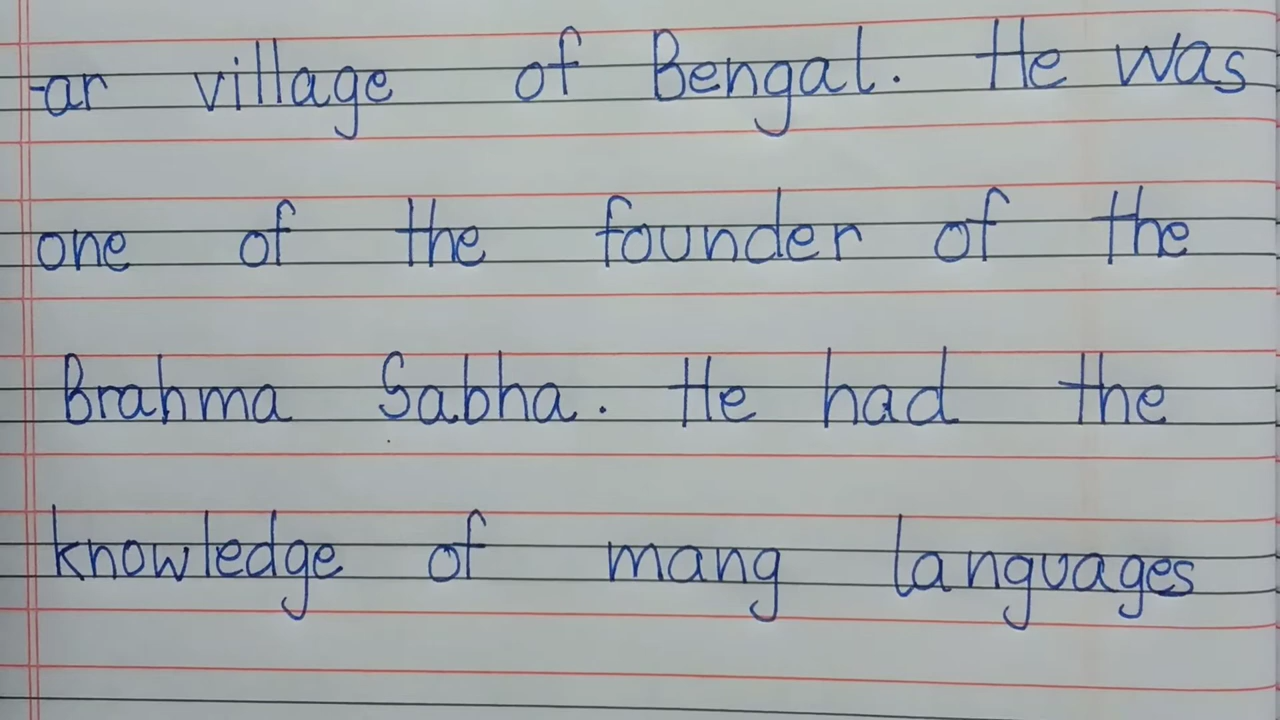 -ar village of Bengal. He was
one of the founder of the
Brahma Sabha. He had the
knowledge of mang languages